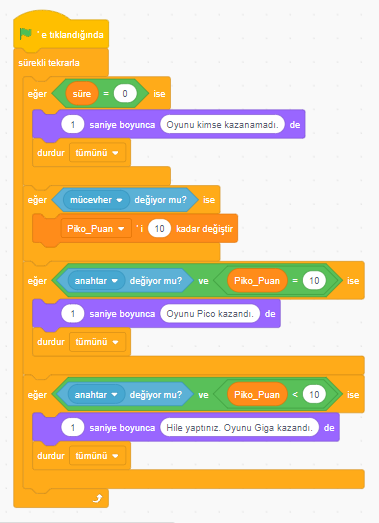 ' e tıklandığında
sürekli tekrarla
eğer süre = 0 ise
1 saniye boyunca Oyunu kimse kazanamadı. de
durdur tümünü
eğer mücevher değiyor mu? ise
Piko_Puan ' i 10 kadar değiştir
eğer anahtar değiyor mu? ve Piko_Puan = 10 ise
1 saniye boyunca Oyunu Pico kazandı. de
durdur tümünü
eğer anahtar değiyor mu? ve Piko_Puan < 10 ise
1 saniye boyunca Hile yaptınız. Oyunu Giga kazandı. de
durdur tümünü